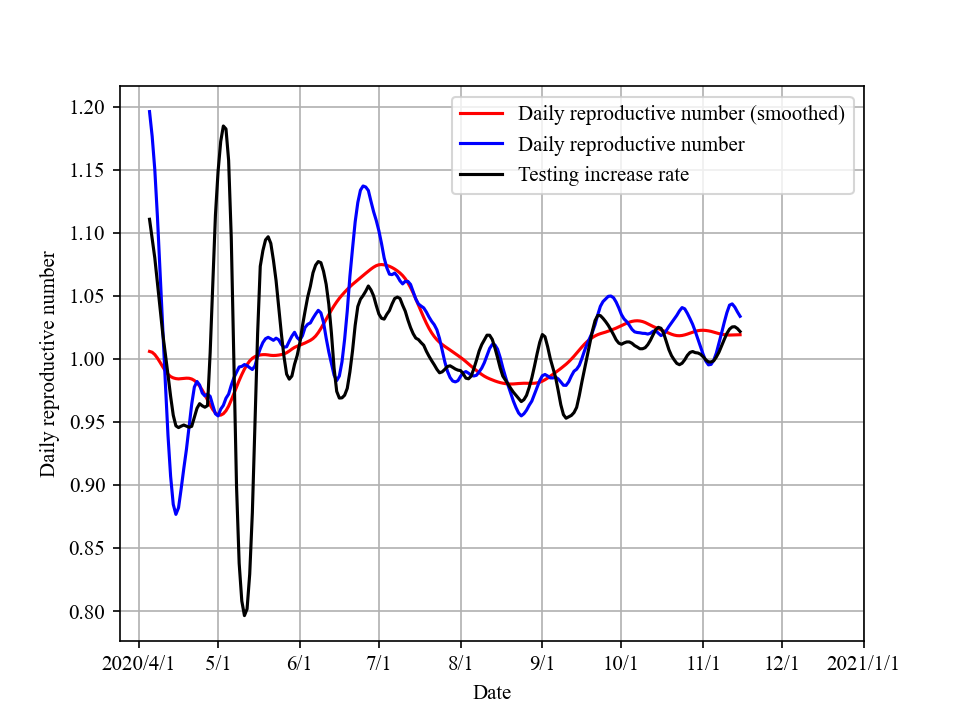 Daily reproductive number (smoothed)
Daily reproductive number
Testing increase rate
1.20
1.15
1.10
1.05
1.00
0.95
0.90
0.85
0.80
Daily reproductive number
2020/4/1 5/1 6/1 7/1 8/1 9/1 10/1 11/1 12/1 2021/1/1
Date